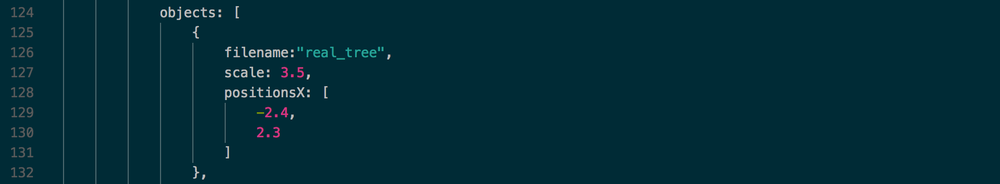 124 objects: [
125 {
126 filename:"real_tree",
127 scale: 3.5,
128 positionsX: [
129 -2.4,
130 2.3
131 ]
132 },